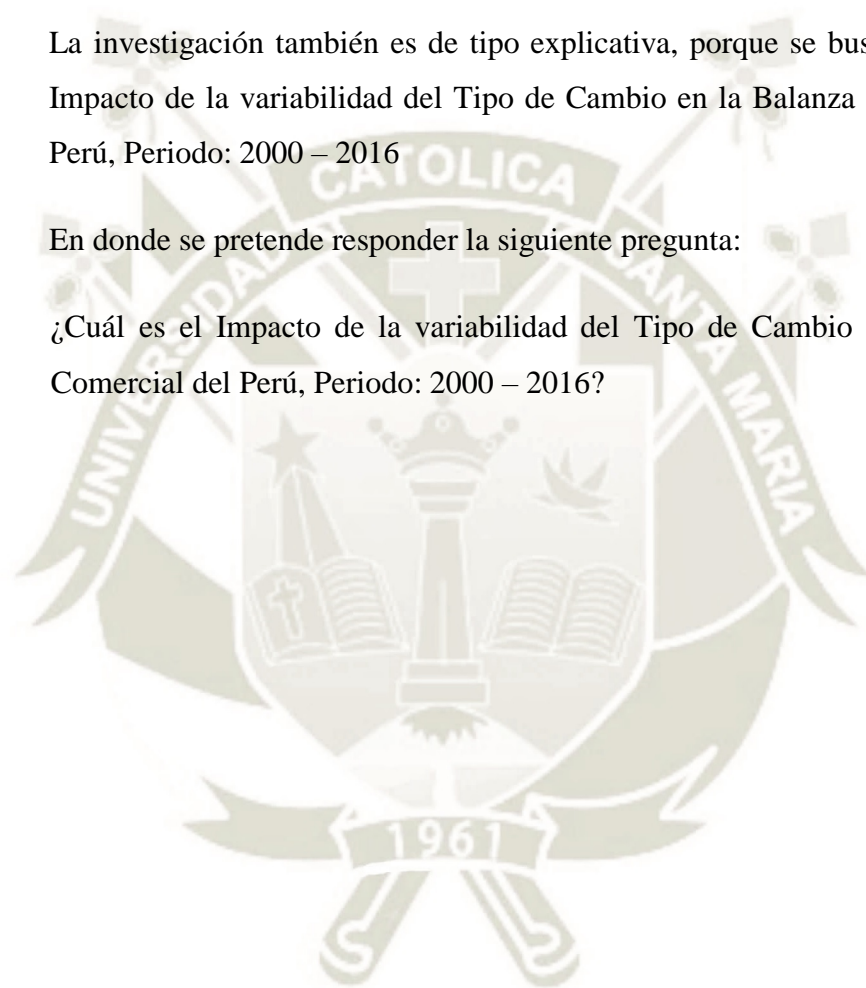 La investigación también es de tipo explicativa, porque se bus
Impacto de la variabilidad del Tipo de Cambio en la Balanza
Perú, Periodo: 2000 – 2016
En donde se pretende responder la siguiente pregunta:
¿Cuál es el Impacto de la variabilidad del Tipo de Cambio
Comercial del Perú, Periodo: 2000 – 2016?
UNIVERSIDAD CATOLICA SANTA MARIA
1961